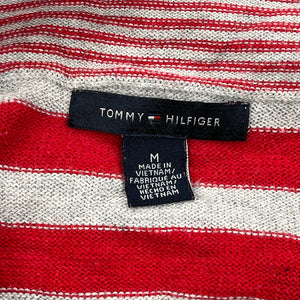 TOMMY HILFIGER
M
MADE IN
VIETNAM/
FABRIQUÉ AU
VIETNAM/
HECHO EN
VIETNAM